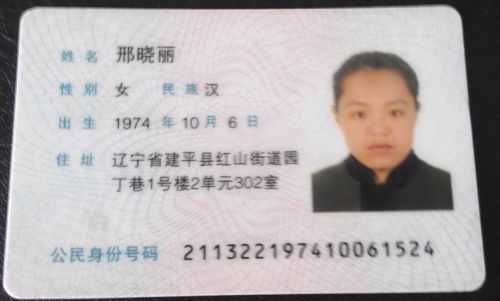 姓名 邢晓丽
性别 女 民族 汉
出生 1974 年 10 月 6 日
住址 辽宁省建平县红山街道园
丁巷1号楼2单元302室
公民身份号码 211322197410061524